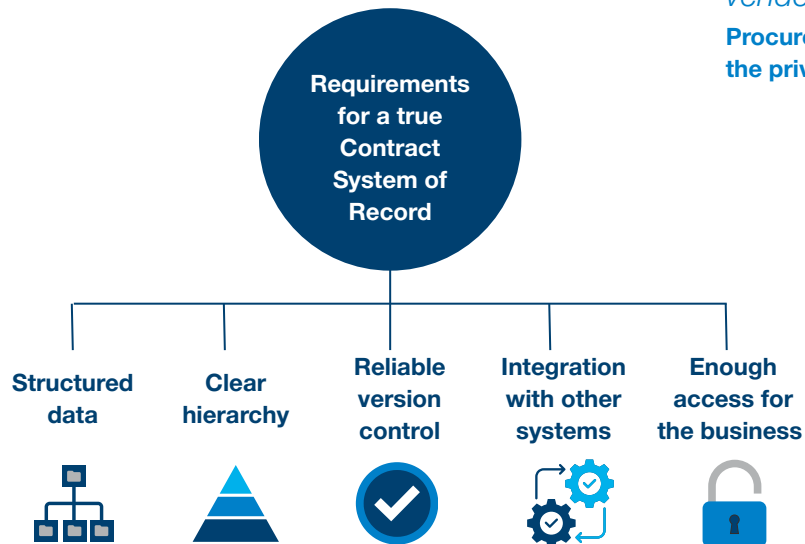 Requirements
for a true
Contract
System of
Record
the priv
Structured
data
Clear
hierarchy
Reliable
version
control
Integration
with other
systems
Enough
access for
the business